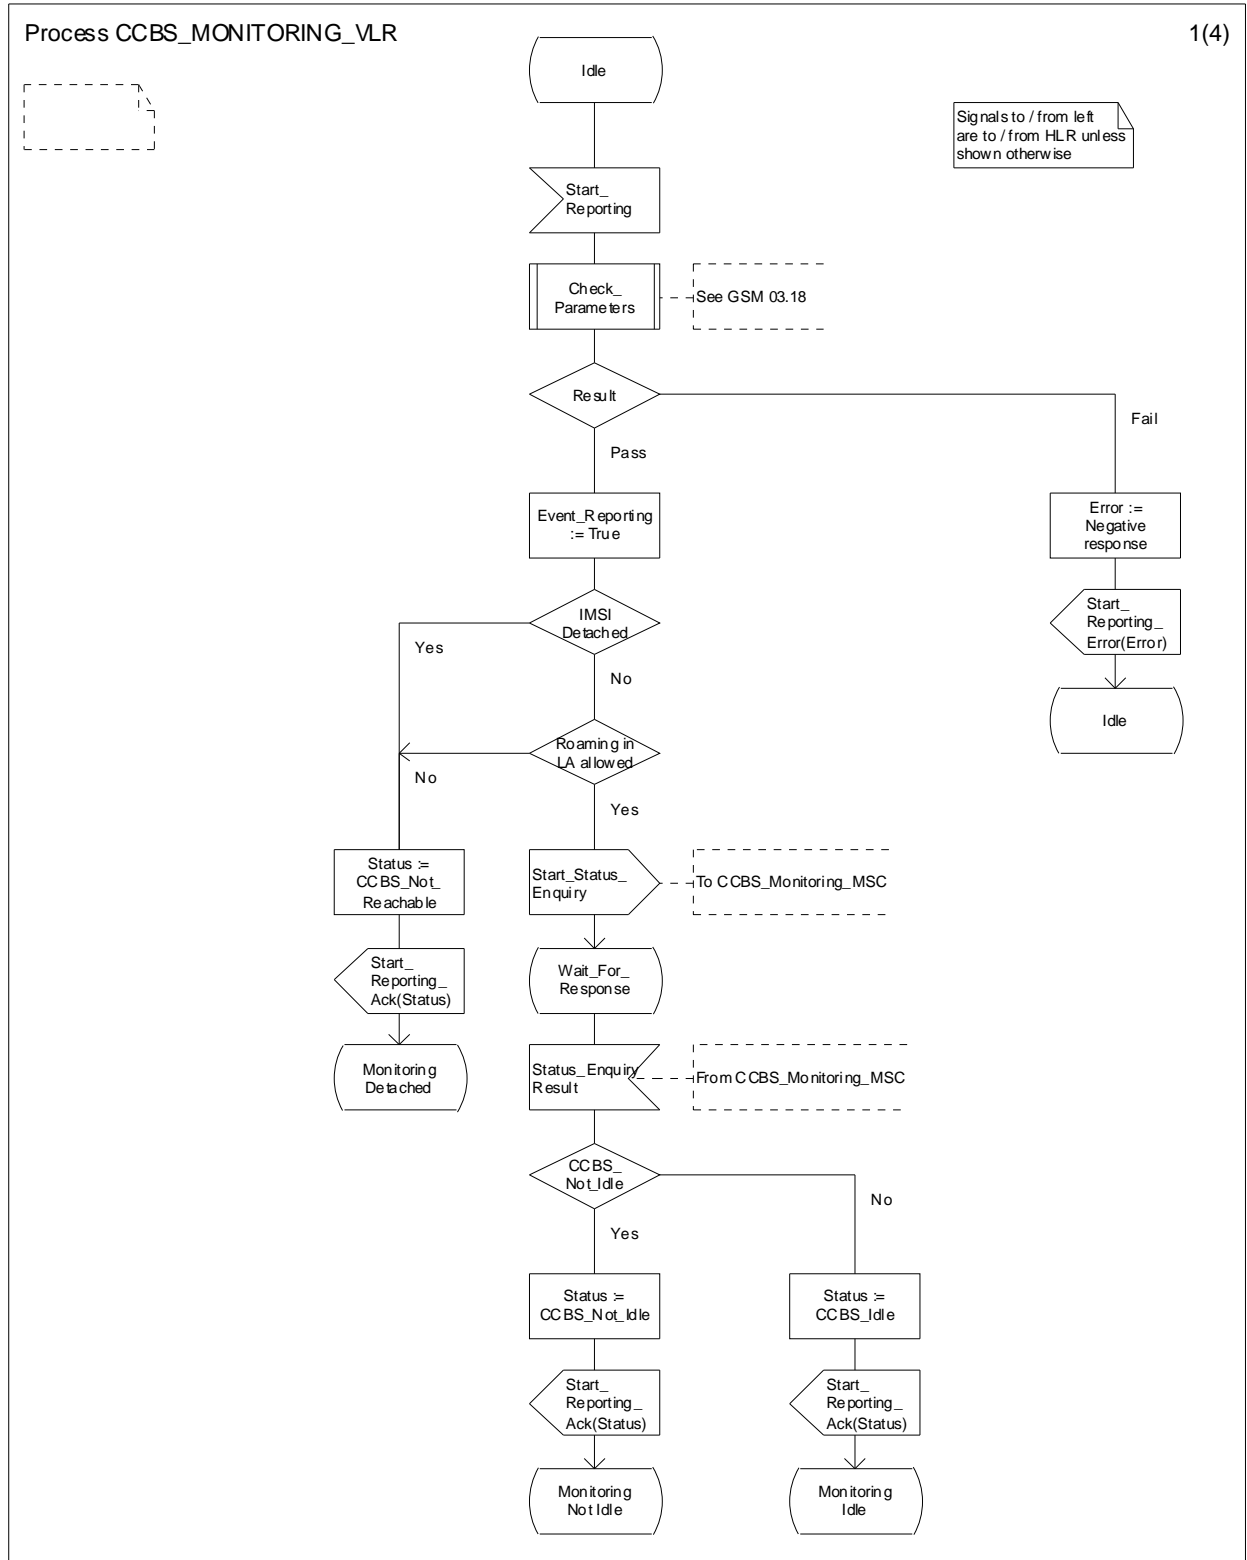 Process CCBS_MONITORING_VLR
1(4)
Idle
Signals to / from left
are to / from HLR unless
shown otherwise
Start_
Reporting
Check_
Parameters
See GSM 03.18
Result
Fail
Pass
Event_Reporting
:= True
Error :=
Negative
response
IMSI
Detached
Yes
No
Start_
Reporting_
Error(Error)
Idle
Roaming in
LA allowed
No
Yes
Status :=
CCBS_Not_
Reachable
Start_Status_
Enquiry
To CCBS_Monitoring_MSC
Start_
Reporting_
Ack(Status)
Wait_For_
Response
Monitoring
Detached
Status_Enquiry
Result
From CCBS_Monitoring_MSC
CCBS_
Not_Idle
No
Yes
Status :=
CCBS_Not_Idle
Status :=
CCBS_Idle
Start_
Reporting_
Ack(Status)
Start_
Reporting_
Ack(Status)
Monitoring
Not Idle
Monitoring
Idle